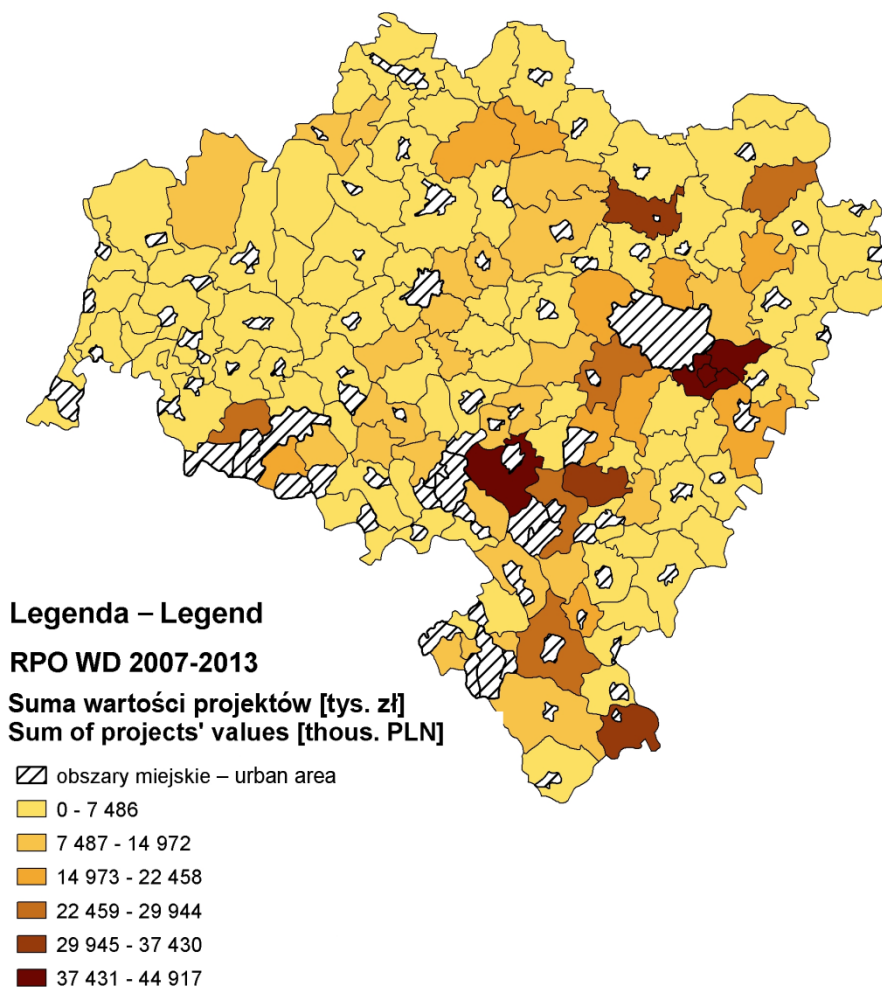 Legenda – Legend
RPO WD 2007-2013
Suma wartości projektów [tys. zł]
Sum of projects' values [thous. PLN]
obszary miejskie – urban area
0 - 7 486
7 487 - 14 972
14 973 - 22 458
22 459 - 29 944
29 945 - 37 430
37 431 - 44 917